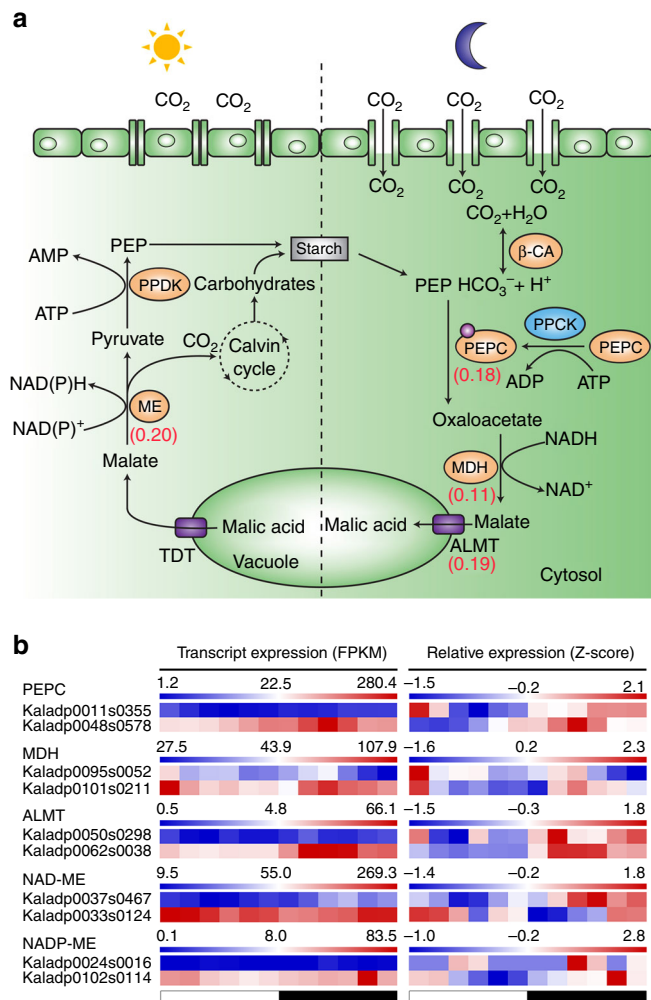 a
CO₂ CO₂ CO₂ CO₂ CO₂
CO₂ CO₂ CO₂
CO₂+H₂O
β-CA
AMP
PEP
Starch
PPDK
Carbohydrates
PEP HCO₃⁻ + H⁺
ATP
Pyruvate
CO₂
Calvin
cycle
PPCK
PEPC
PEPC
(0.18)
ADP
ATP
NAD(P)H
ME
NAD(P)⁺
(0.20)
Oxaloacetate
NADH
Malate
MDH
(0.11)
NAD⁺
Malic acid
Malic acid
Malate
TDT
Vacuole
ALMT
(0.19)
Cytosol
b
Transcript expression (FPKM) Relative expression (Z-score)
PEPC 1.2 22.5 280.4 −1.5 −0.2 2.1
Kaladp0011s0355
Kaladp0048s0578
MDH 27.5 43.9 107.9 −1.6 0.2 2.3
Kaladp0095s0052
Kaladp0101s0211
ALMT 0.5 4.8 66.1 −1.5 −0.3 1.8
Kaladp0050s0298
Kaladp0062s0038
NAD-ME 9.5 55.0 269.3 −1.4 −0.2 1.8
Kaladp0037s0467
Kaladp0033s0124
NADP-ME 0.1 8.0 83.5 −1.0 −0.2 2.8
Kaladp0024s0016
Kaladp0102s0114